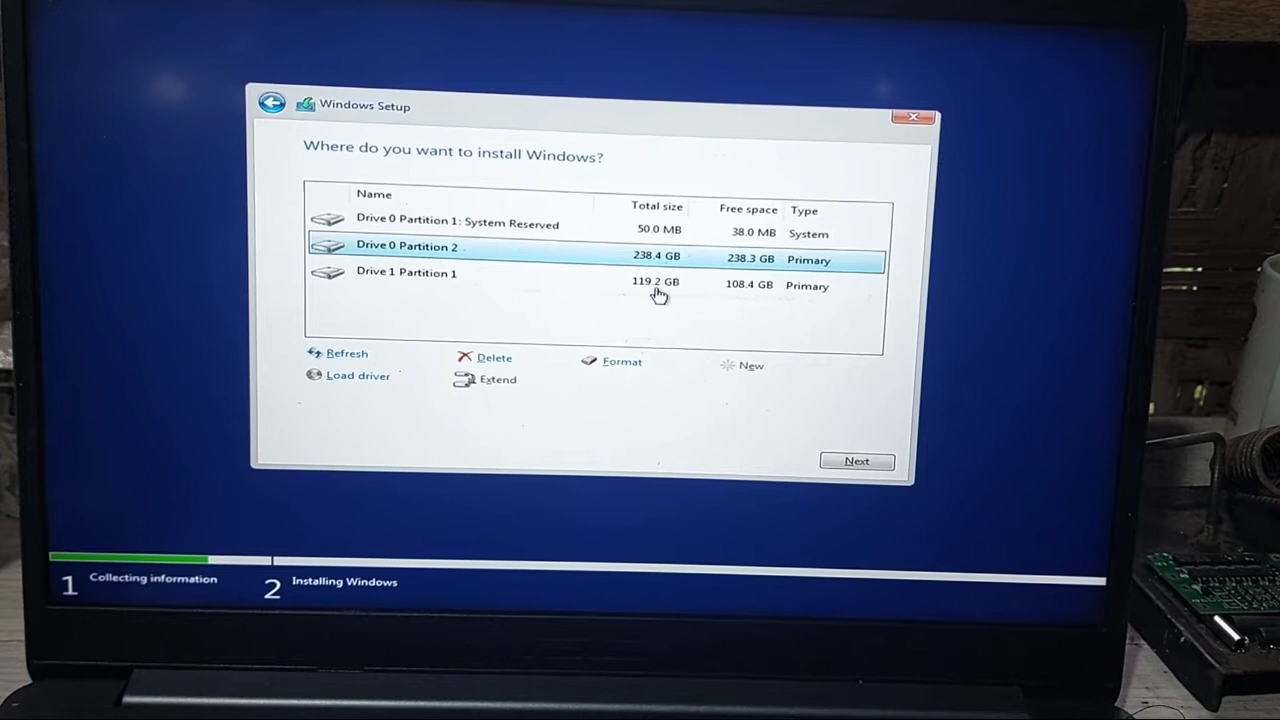 Windows Setup
Where do you want to install Windows?
Name Total size Free space Type
Drive 0 Partition 1: System Reserved 50.0 MB 38.0 MB System
Drive 0 Partition 2 238.4 GB 238.3 GB Primary
Drive 1 Partition 1 119.2 GB 108.4 GB Primary
Refresh Delete Format New
Load driver Extend
Next
1 Collecting information 2 Installing Windows